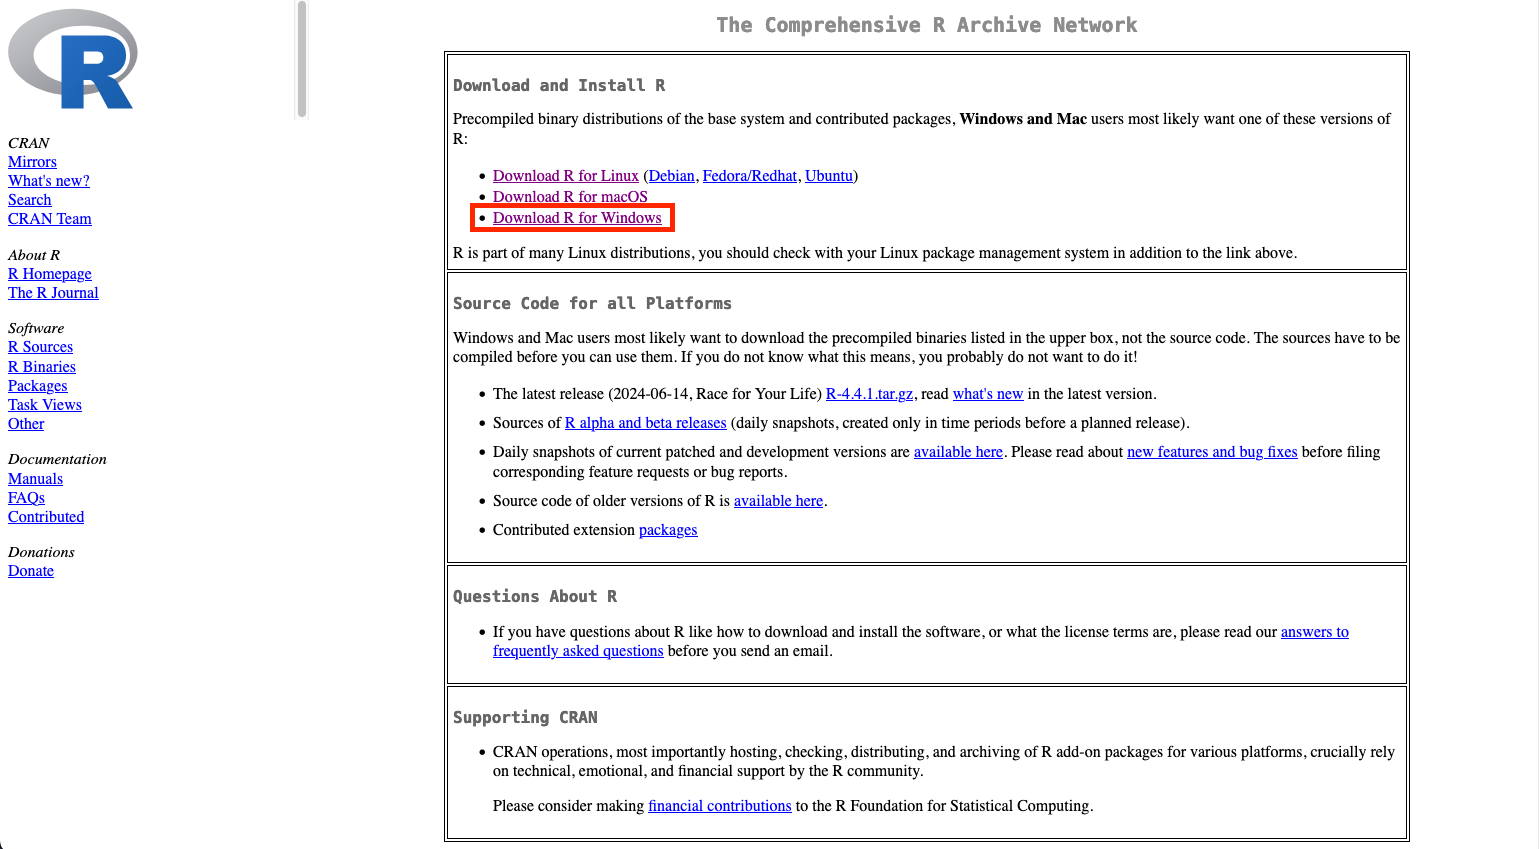 R
CRAN
Mirrors
What's new?
Search
CRAN Team
About R
R Homepage
The R Journal
Software
R Sources
R Binaries
Packages
Task Views
Other
Documentation
Manuals
FAQs
Contributed
Donations
Donate
The Comprehensive R Archive Network
Download and Install R
Precompiled binary distributions of the base system and contributed packages, Windows and Mac users most likely want one of these versions of
R:
• Download R for Linux (Debian, Fedora/Redhat, Ubuntu)
• Download R for macOS
• Download R for Windows
R is part of many Linux distributions, you should check with your Linux package management system in addition to the link above.
Source Code for all Platforms
Windows and Mac users most likely want to download the precompiled binaries listed in the upper box, not the source code. The sources have to be
compiled before you can use them. If you do not know what this means, you probably do not want to do it!
• The latest release (2024-06-14, Race for Your Life) R-4.4.1.tar.gz, read what's new in the latest version.
• Sources of R alpha and beta releases (daily snapshots, created only in time periods before a planned release).
• Daily snapshots of current patched and development versions are available here. Please read about new features and bug fixes before filing
corresponding feature requests or bug reports.
• Source code of older versions of R is available here.
• Contributed extension packages
Questions About R
• If you have questions about R like how to download and install the software, or what the license terms are, please read our answers to
frequently asked questions before you send an email.
Supporting CRAN
• CRAN operations, most importantly hosting, checking, distributing, and archiving of R add-on packages for various platforms, crucially rely
on technical, emotional, and financial support by the R community.
Please consider making financial contributions to the R Foundation for Statistical Computing.